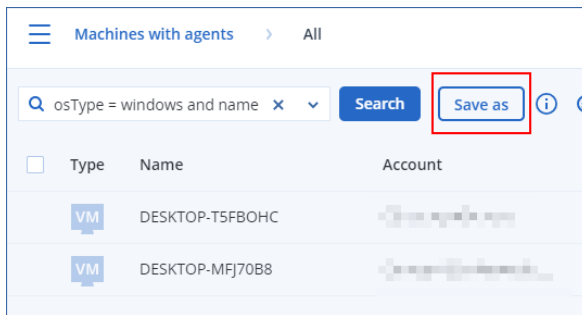 Machines with agents > All
osType = windows and name × Search Save as
Type Name Account
VM DESKTOP-T5FBOHC
VM DESKTOP-MFJ70B8